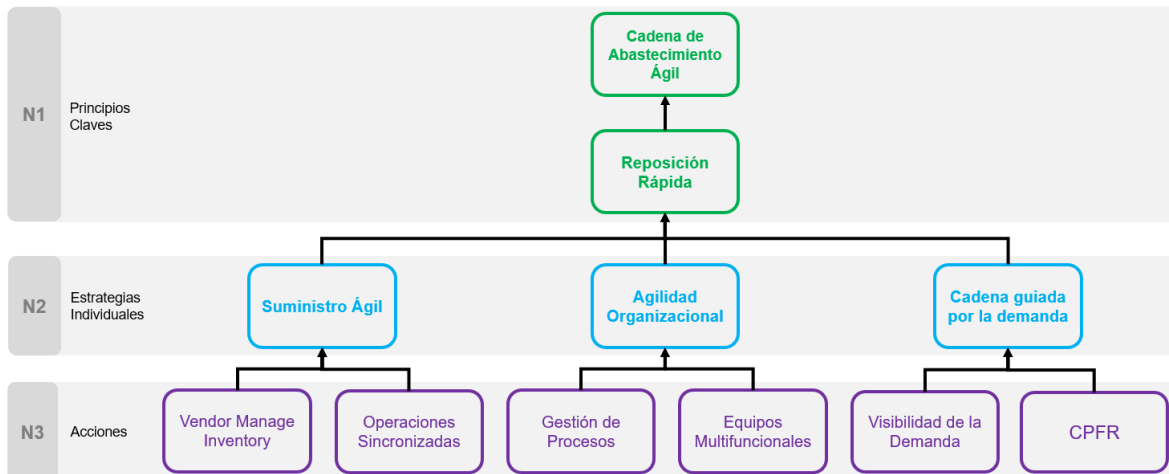 Cadena de
Abastecimiento
Ágil
N1
Principios
Claves
Reposición
Rápida
N2
Estrategias
Individuales
Suministro Ágil
Agilidad
Organizacional
Cadena guiada
por la demanda
N3
Acciones
Vendor Manage
Inventory
Operaciones
Sincronizadas
Gestión de
Procesos
Equipos
Multifuncionales
Visibilidad de la
Demanda
CPFR